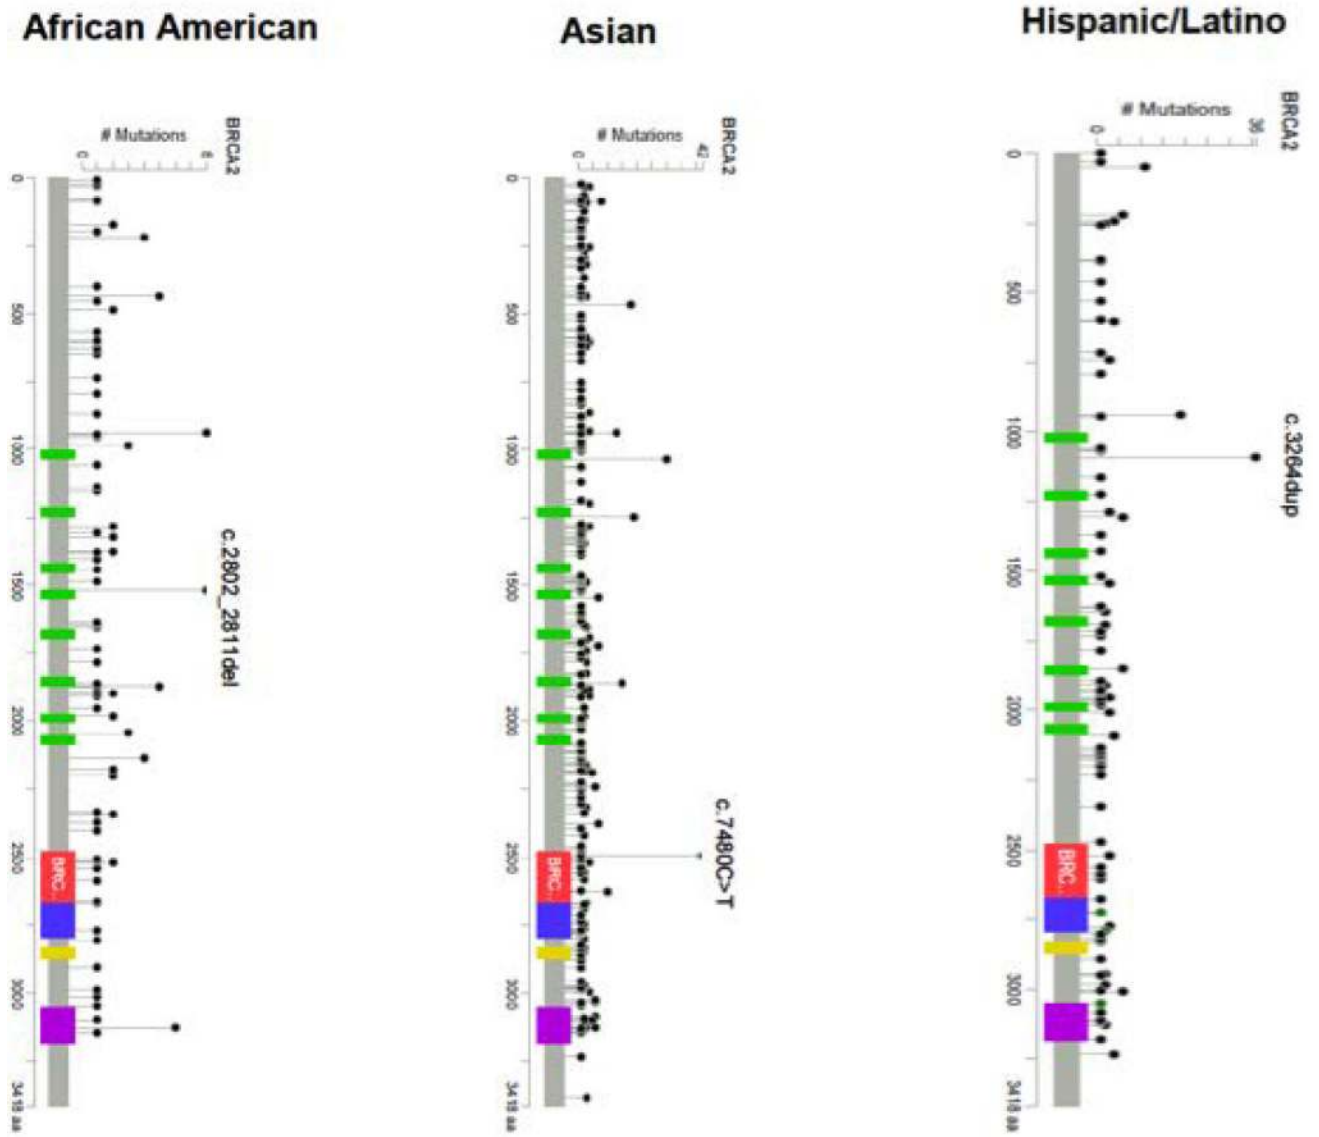 African American
Asian
Hispanic/Latino
BRCA2
# Mutations
0
8
c.2802_2811del
0
500
1000
1500
2000
2500
3000
3418 aa
BRC..
BRCA2
# Mutations
0
42
c.7480C>T
0
500
1000
1500
2000
2500
3000
3418 aa
BRC..
BRCA2
# Mutations
0
36
c.3264dup
0
500
1000
1500
2000
2500
3000
3418 aa
BRC..